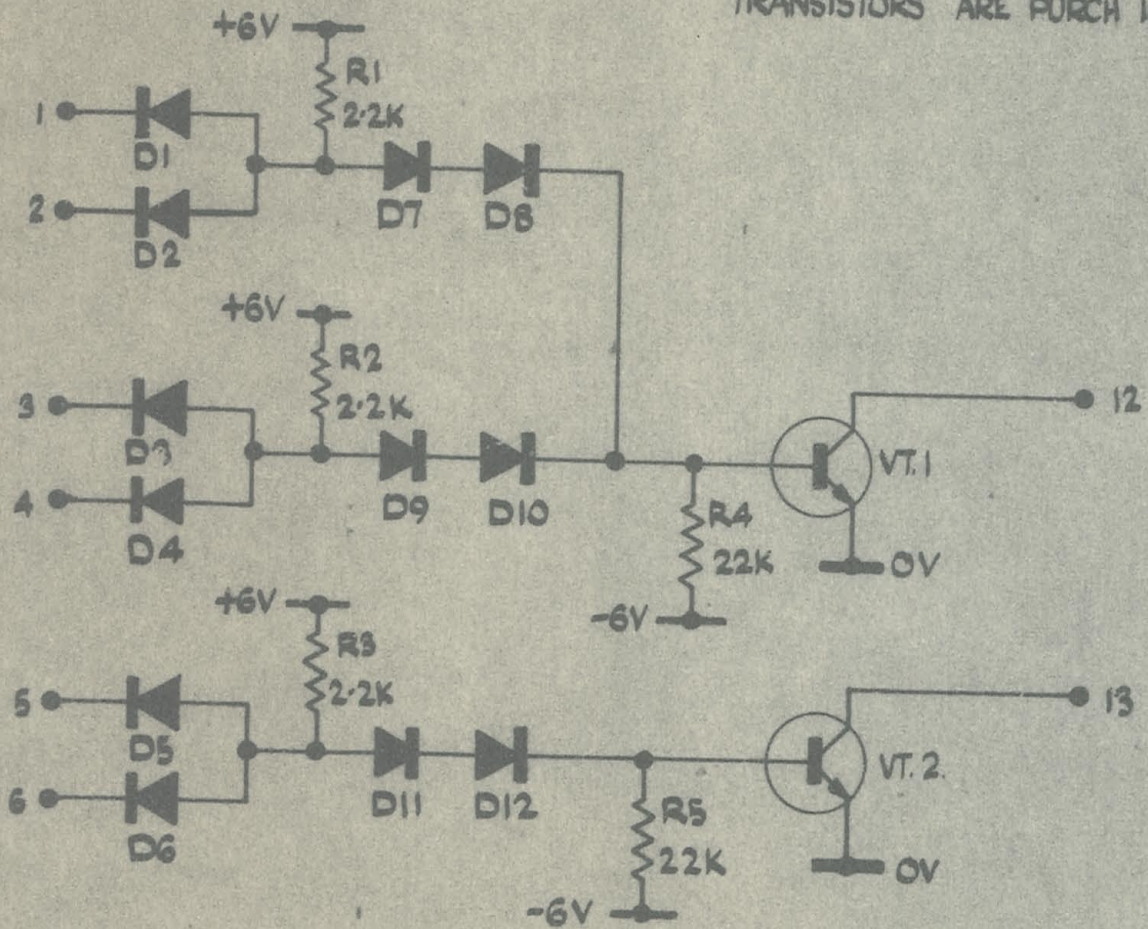 TRANSISTORS ARE PURCH
+6V
R1
2.2K
1
D1
2
D2
D7
D8
+6V
R2
2.2K
3
D3
4
D4
D9
D10
12
VT.1
R4
22K
0V
-6V
+6V
R3
2.2K
5
D5
6
D6
D11
D12
13
VT.2.
R5
22K
0V
-6V